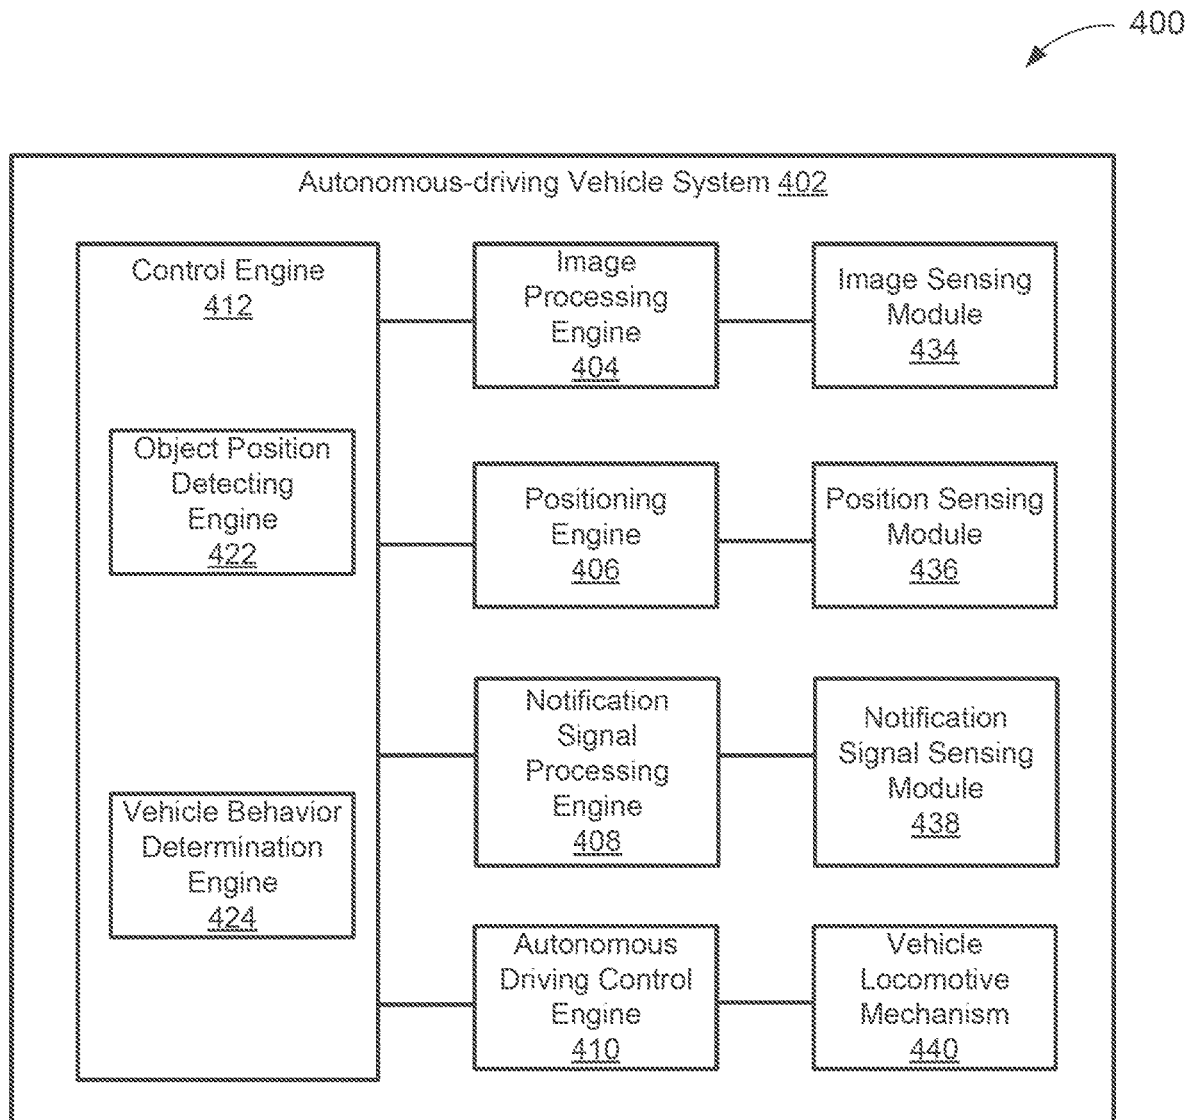 400
Autonomous-driving Vehicle System 402
Control Engine
412
Image
Processing
Engine
404
Image Sensing
Module
434
Object Position
Detecting
Engine
422
Positioning
Engine
406
Position Sensing
Module
436
Notification
Signal
Processing
Engine
408
Notification
Signal Sensing
Module
438
Vehicle Behavior
Determination
Engine
424
Autonomous
Driving Control
Engine
410
Vehicle
Locomotive
Mechanism
440